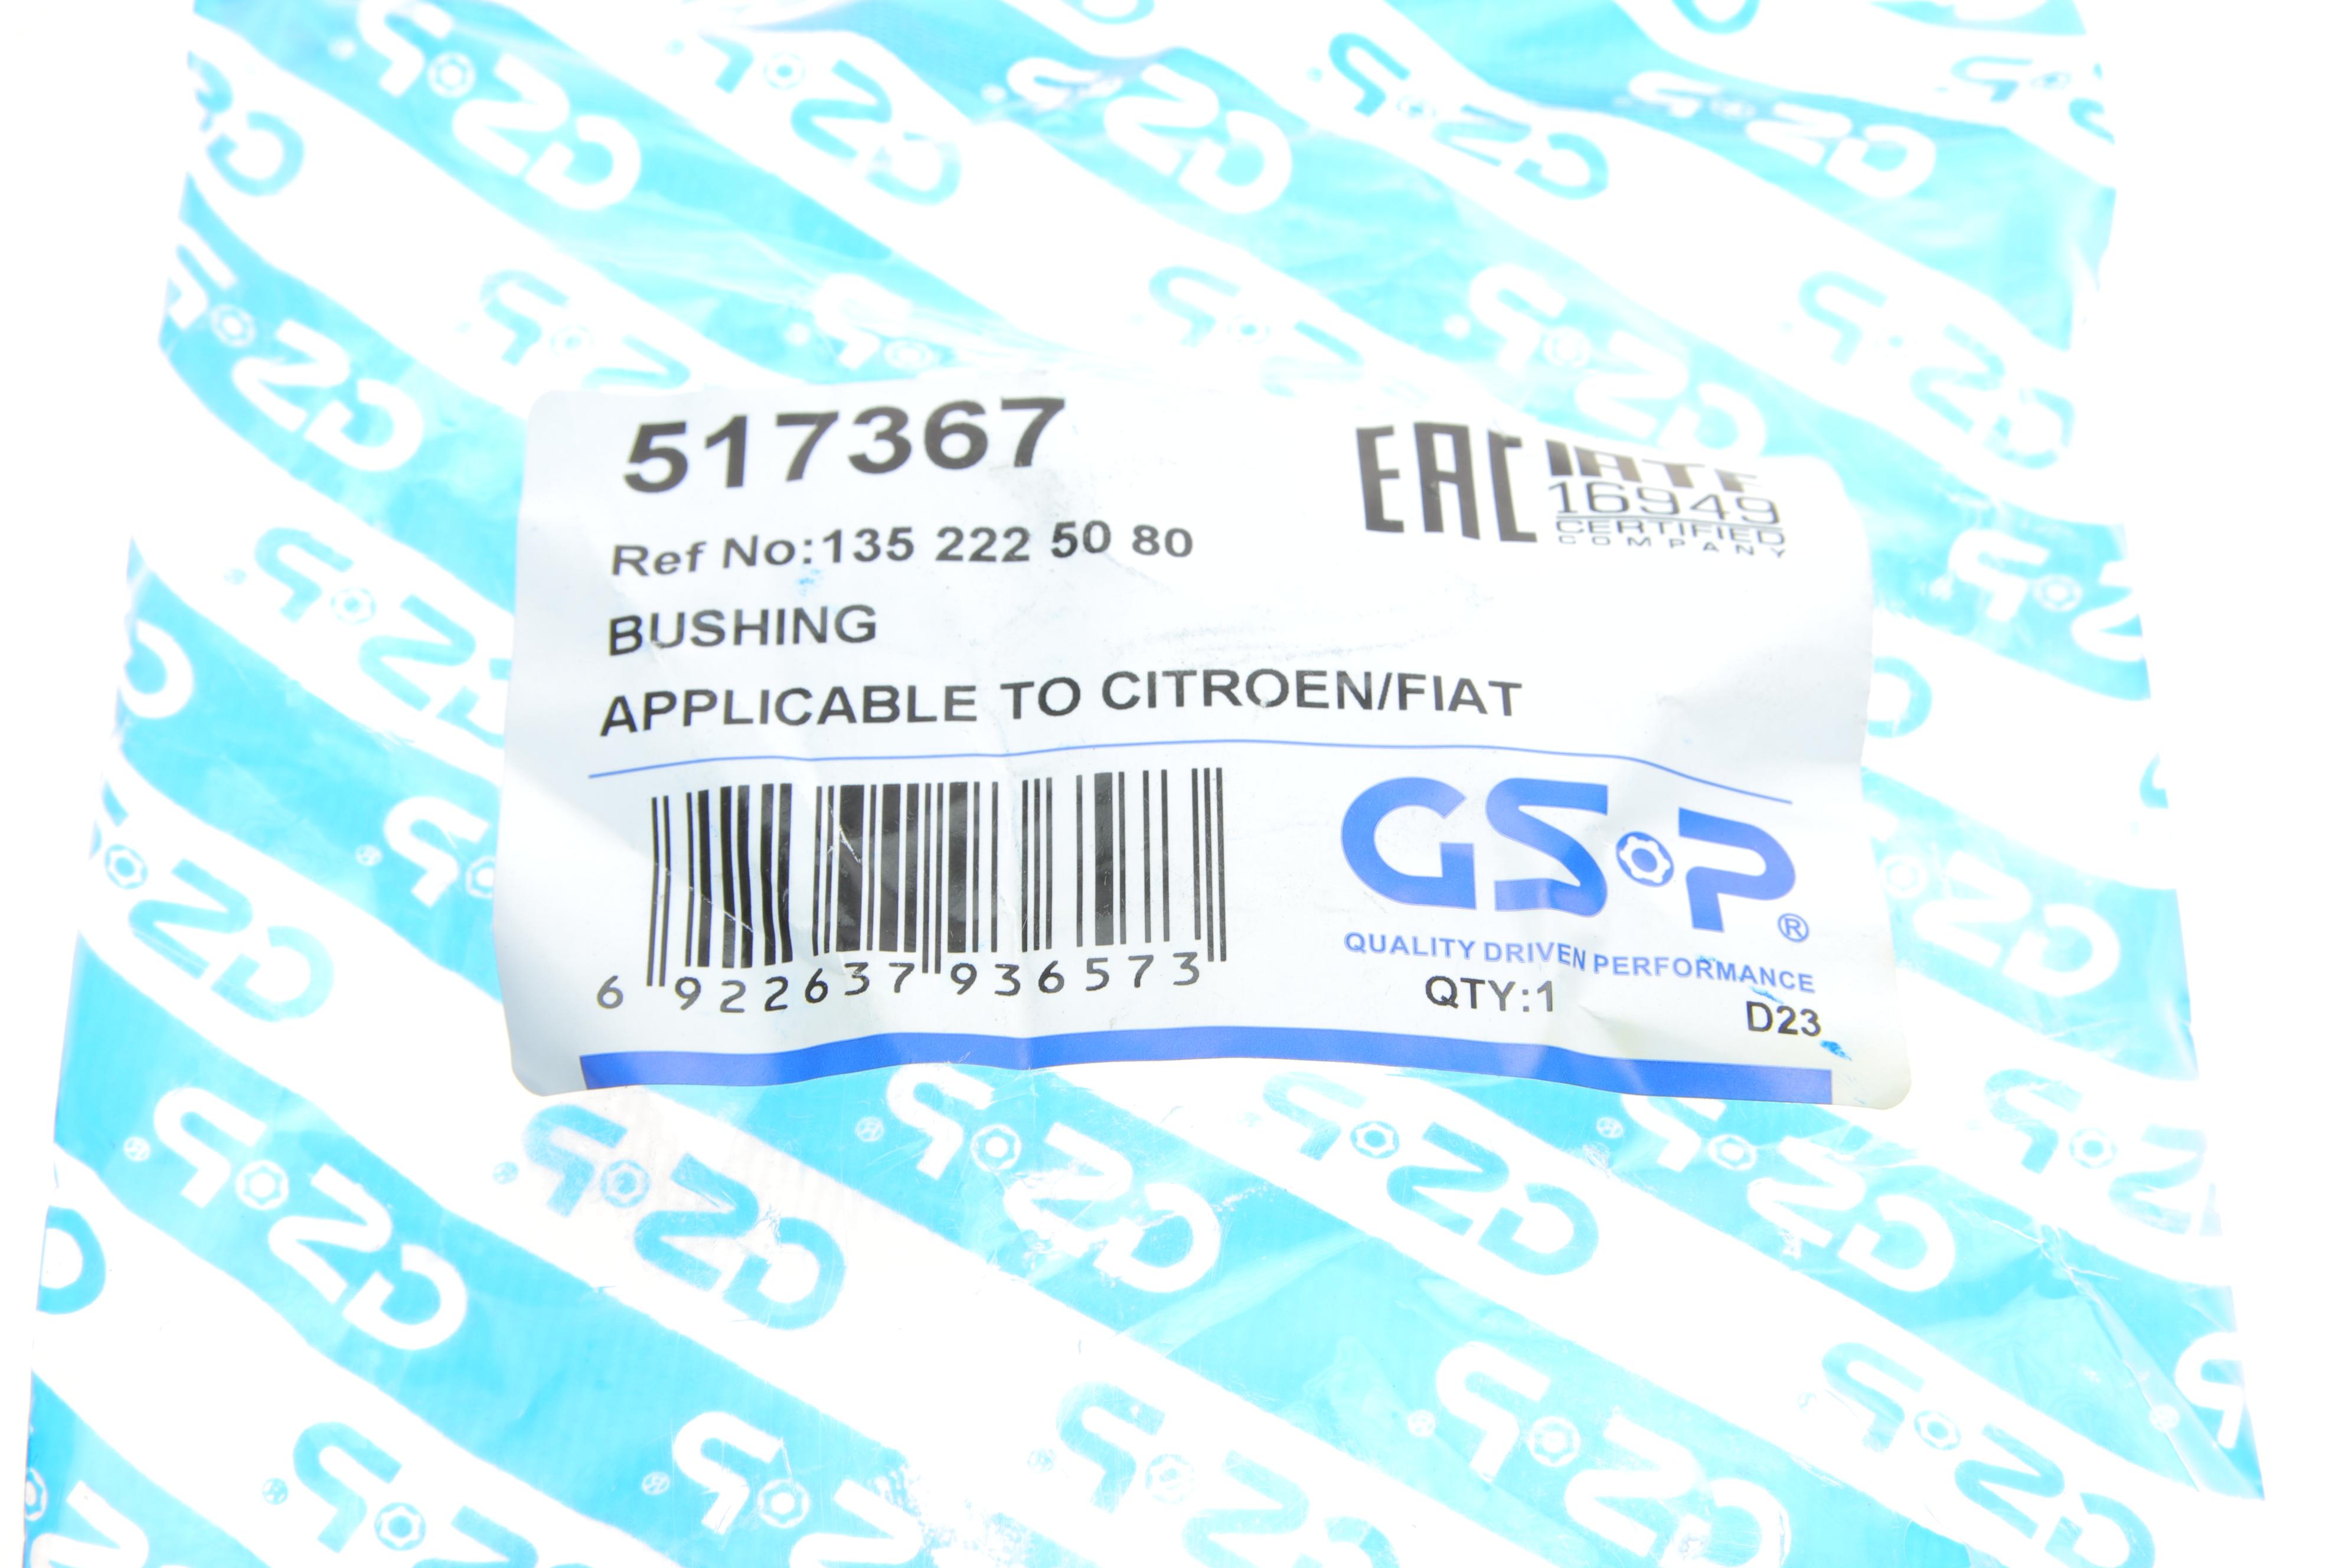 517367
EAC
IATF
16949
CERTIFIED
COMPANY
Ref No:135 222 50 80
BUSHING
APPLICABLE TO CITROEN/FIAT
GSP®
QUALITY DRIVEN PERFORMANCE
6 922637 936573
QTY:1
D23